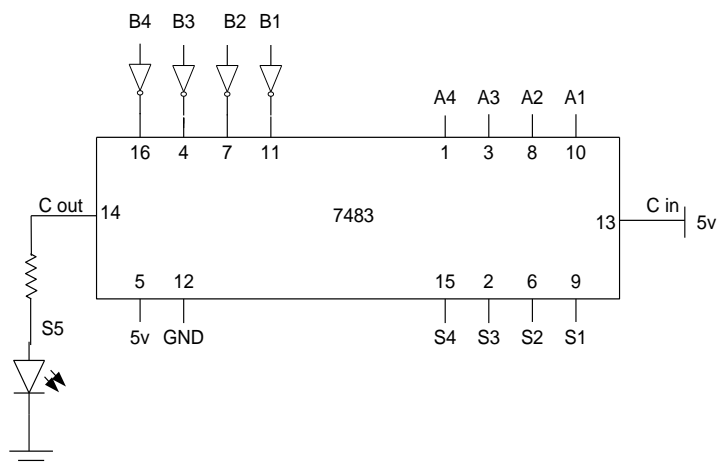 B4 B3 B2 B1
A4 A3 A2 A1
16 4 7 11 1 3 8 10
C out 14 7483 13 C in 5v
5 12 15 2 6 9
S5 5v GND S4 S3 S2 S1